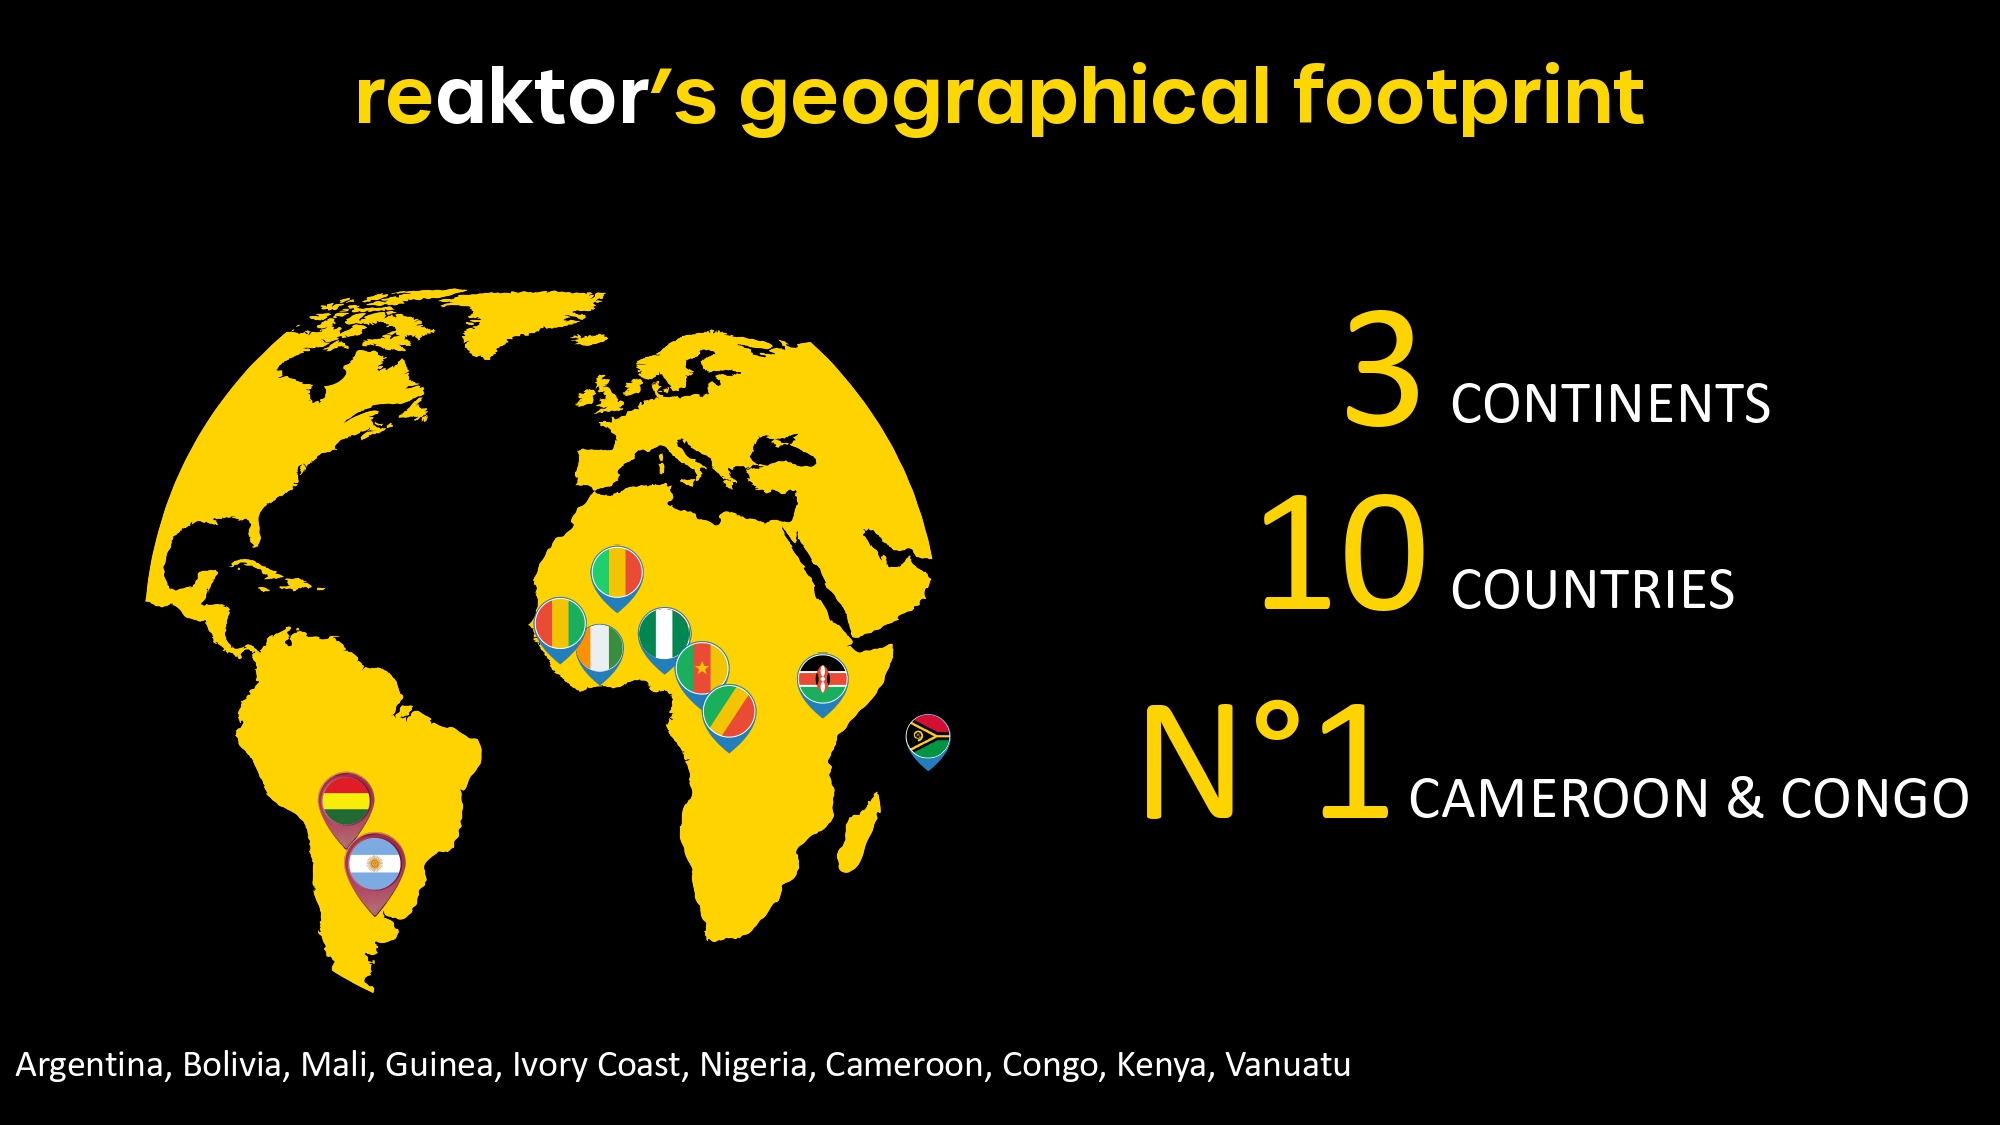 reaktor's geographical footprint
3 CONTINENTS
10 COUNTRIES
N°1 CAMEROON & CONGO
Argentina, Bolivia, Mali, Guinea, Ivory Coast, Nigeria, Cameroon, Congo, Kenya, Vanuatu